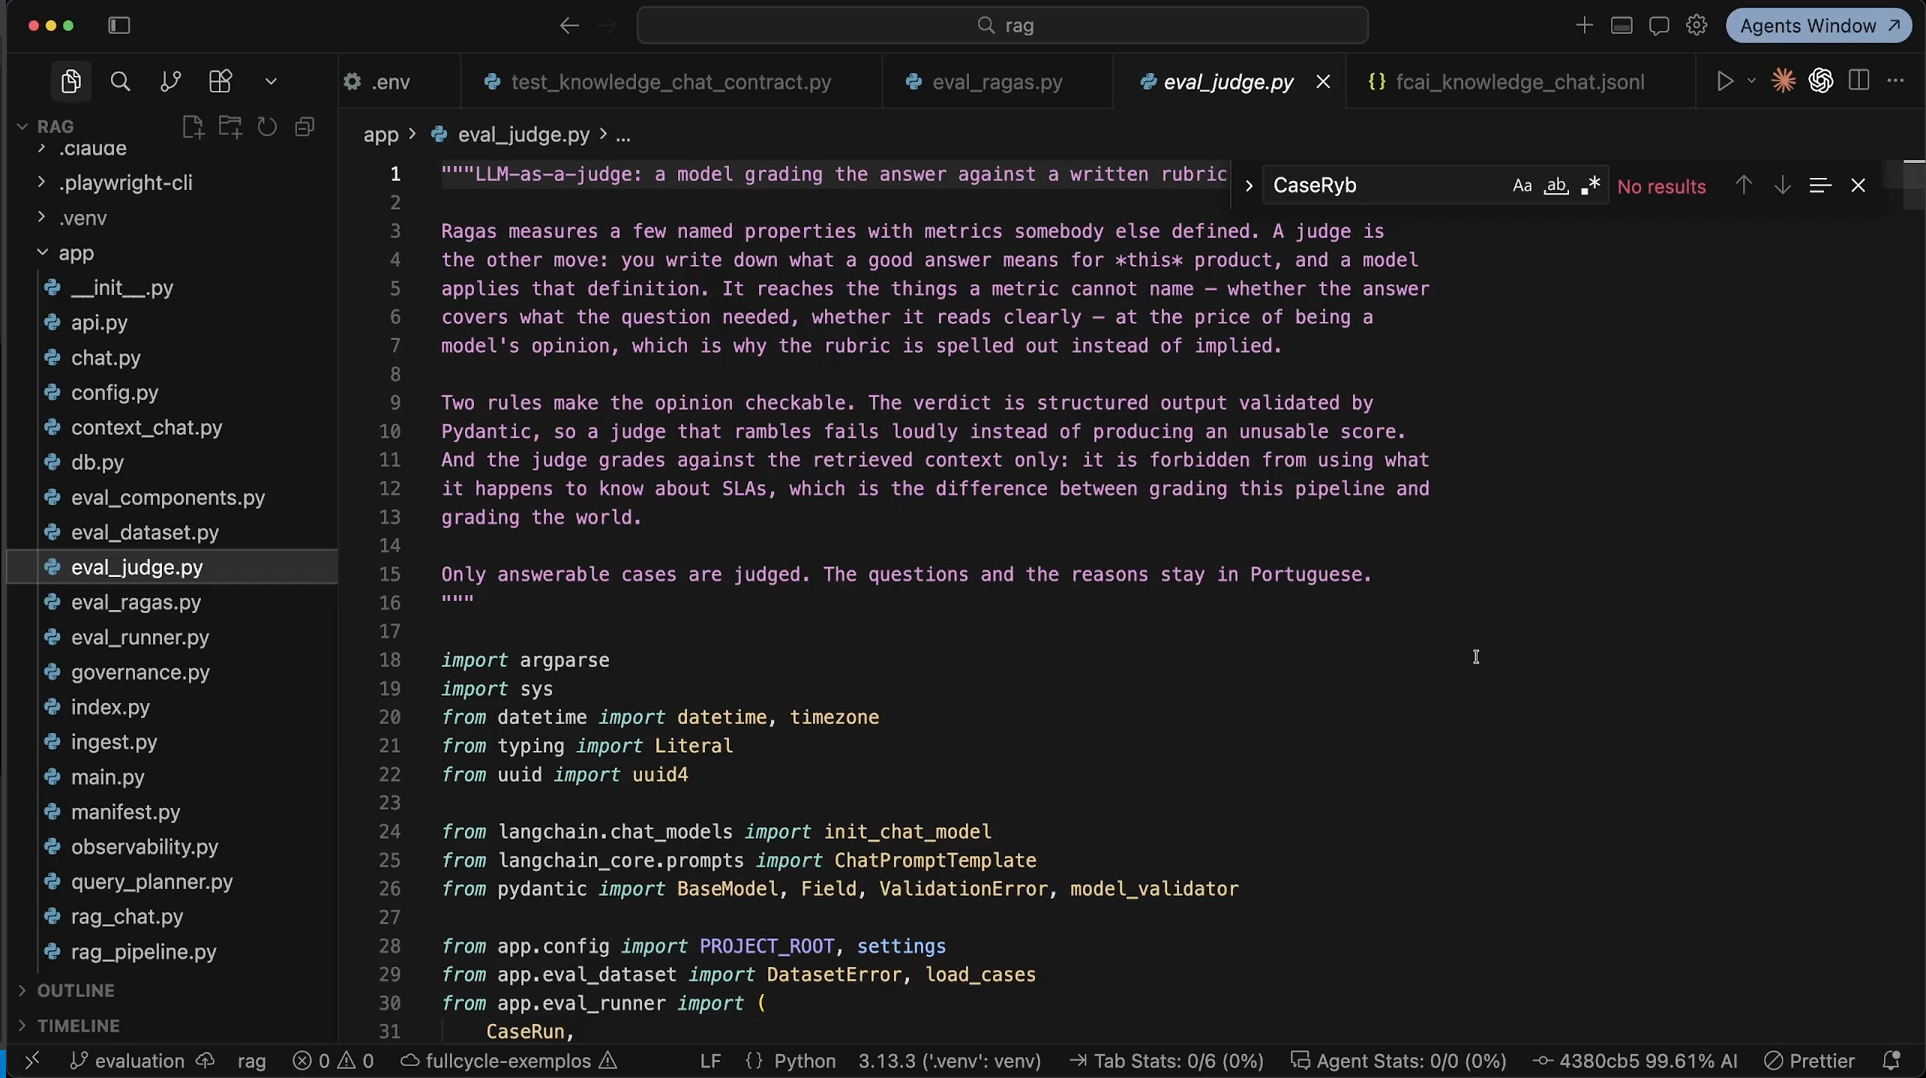 rag
Agents Window ↗
.env
test_knowledge_chat_contract.py
eval_ragas.py
eval_judge.py
{} fcai_knowledge_chat.jsonl
RAG
.claude
.playwright-cli
.venv
app
__init__.py
api.py
chat.py
config.py
context_chat.py
db.py
eval_components.py
eval_dataset.py
eval_judge.py
eval_ragas.py
eval_runner.py
governance.py
index.py
ingest.py
main.py
manifest.py
observability.py
query_planner.py
rag_chat.py
rag_pipeline.py
OUTLINE
TIMELINE
app > eval_judge.py > ...
CaseRyb
Aa ab .* No results
1 """LLM-as-a-judge: a model grading the answer against a written rubric
2
3 Ragas measures a few named properties with metrics somebody else defined. A judge is
4 the other move: you write down what a good answer means for *this* product, and a model
5 applies that definition. It reaches the things a metric cannot name — whether the answer
6 covers what the question needed, whether it reads clearly — at the price of being a
7 model's opinion, which is why the rubric is spelled out instead of implied.
8
9 Two rules make the opinion checkable. The verdict is structured output validated by
10 Pydantic, so a judge that rambles fails loudly instead of producing an unusable score.
11 And the judge grades against the retrieved context only: it is forbidden from using what
12 it happens to know about SLAs, which is the difference between grading this pipeline and
13 grading the world.
14
15 Only answerable cases are judged. The questions and the reasons stay in Portuguese.
16 """
17
18 import argparse
19 import sys
20 from datetime import datetime, timezone
21 from typing import Literal
22 from uuid import uuid4
23
24 from langchain.chat_models import init_chat_model
25 from langchain_core.prompts import ChatPromptTemplate
26 from pydantic import BaseModel, Field, ValidationError, model_validator
27
28 from app.config import PROJECT_ROOT, settings
29 from app.eval_dataset import DatasetError, load_cases
30 from app.eval_runner import (
31 CaseRun,
evaluation rag 0 0 fullcycle-exemplos LF {} Python 3.13.3 ('.venv': venv) Tab Stats: 0/6 (0%) Agent Stats: 0/0 (0%) 4380cb5 99.61% AI Prettier